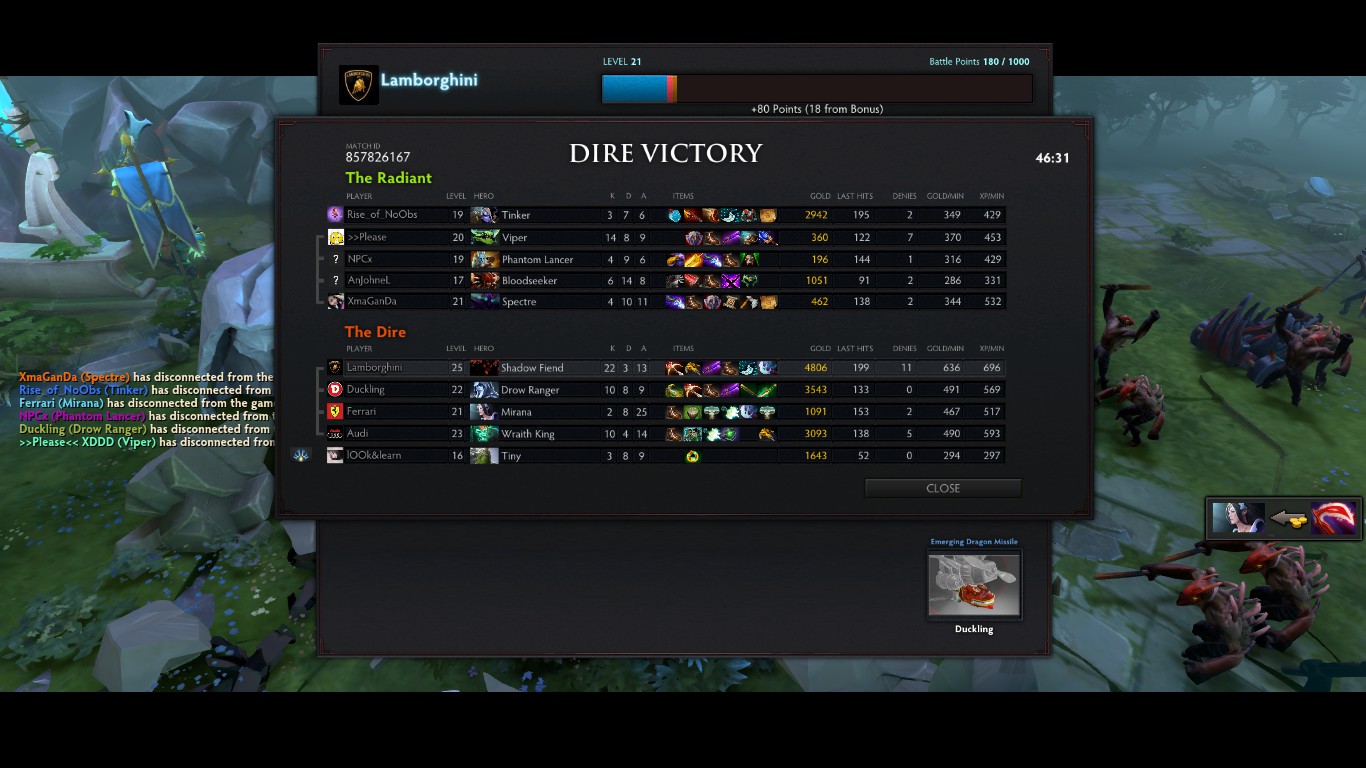 LEVEL 21
Battle Points 180 / 1000
Lamborghini
+80 Points (18 from Bonus)
MATCH ID
857826167
DIRE VICTORY
46:31
The Radiant
PLAYER LEVEL HERO K D A ITEMS GOLD LAST HITS DENIES GOLD/MIN XP/MIN
Rise_of_NoObs 19 Tinker 3 7 6 2942 195 2 349 429
>>Please 20 Viper 14 8 9 360 122 7 370 453
? NPCx 19 Phantom Lancer 4 9 6 196 144 1 316 429
? AnJohneL 17 Bloodseeker 6 14 8 1051 91 2 286 331
XmaGanDa 21 Spectre 4 10 11 462 138 2 344 532
The Dire
PLAYER LEVEL HERO K D A ITEMS GOLD LAST HITS DENIES GOLD/MIN XP/MIN
Lamborghini 25 Shadow Fiend 22 3 13 4806 199 11 636 696
Duckling 22 Drow Ranger 10 8 9 3543 133 0 491 569
Ferrari 21 Mirana 2 8 25 1091 153 2 467 517
Audi 23 Wraith King 10 4 14 3093 138 5 490 593
lOOk&learn 16 Tiny 3 8 9 1643 52 0 294 297
CLOSE
XmaGanDa (Spectre) has disconnected from the
Rise_of_NoObs (Tinker) has disconnected from
Ferrari (Mirana) has disconnected from the gam
NPCx (Phantom Lancer) has disconnected from
Duckling (Drow Ranger) has disconnected from
>>Please<< XDDD (Viper) has disconnected from
Emerging Dragon Missile
Duckling